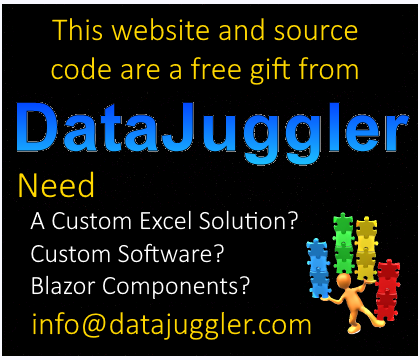 This website and source
code are a free gift from
DataJuggler
Need
A Custom Excel Solution?
Custom Software?
Blazor Components?
info@datajuggler.com